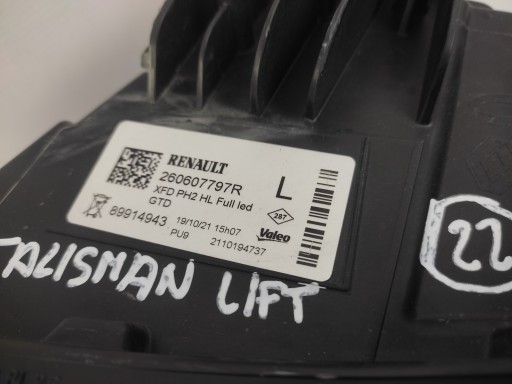 RENAULT
260607797R L
XFD PH2 HL Full led
GTD
287
89914943 19/10/21 15h07 Valeo
PU9 2110194737
TALISMAN LIFT
22